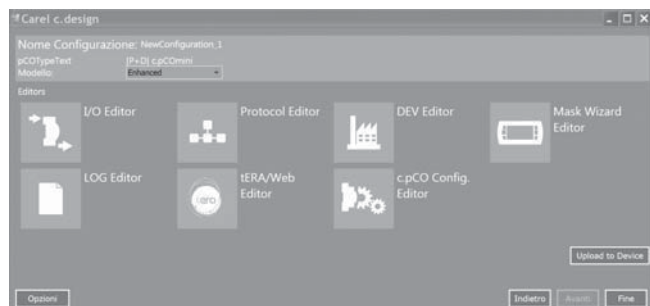 Carel c.design
Nome Configurazione: NewConfiguration_1
pCOTypeText [P+D] c.pCOmini
Modello: Enhanced
Editors
I/O Editor
Protocol Editor
DEV Editor
Mask Wizard
Editor
LOG Editor
tERA/Web
Editor
c.pCO Config.
Editor
tERA
Upload to Device
Opzioni
Indietro
Avanti
Fine